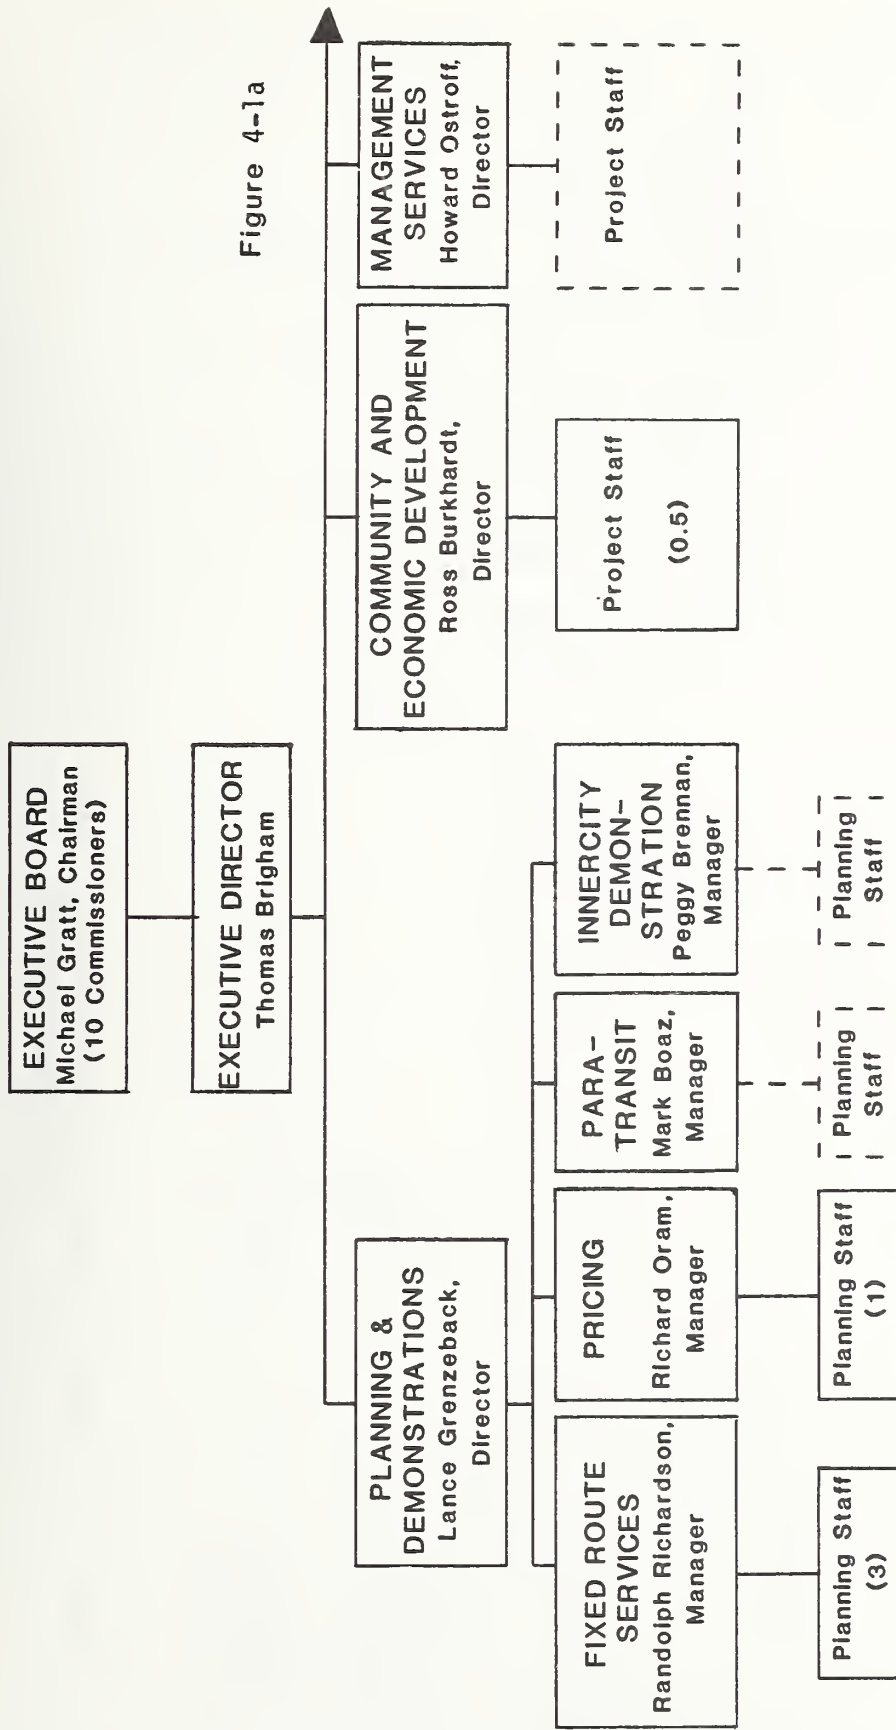 EXECUTIVE BOARD
Michael Gratt, Chairman
(10 Commissioners)
EXECUTIVE DIRECTOR
Thomas Brigham
Figure 4-1a
PLANNING &
DEMONSTRATIONS
Lance Grenzeback,
Director
COMMUNITY AND
ECONOMIC DEVELOPMENT
Ross Burkhardt,
Director
MANAGEMENT
SERVICES
Howard Ostroff,
Director
FIXED ROUTE
SERVICES
Randolph Richardson,
Manager
PRICING
Richard Oram,
Manager
PARA-
TRANSIT
Mark Boaz,
Manager
INNERCITY
DEMON-
STRATION
Peggy Brennan,
Manager
Project Staff
(0.5)
Project Staff
Planning Staff
(3)
Planning Staff
(1)
Planning
Staff
Planning
Staff